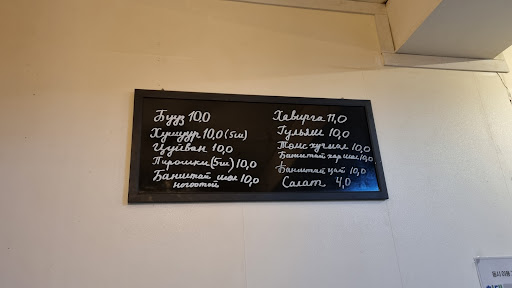 Бууз 10,0
Хуушуур 10,0 (5ш)
Цуйван 10,0
Пирошки (5ш) 10,0
Банштай шөл 10,0
ногоотой
Хавирга 11,0
Гульяш 10,0
Төмс хуурга 10,0
Банштай хар шөл 10,0
Банштай цай 10,0
Салат 4,0